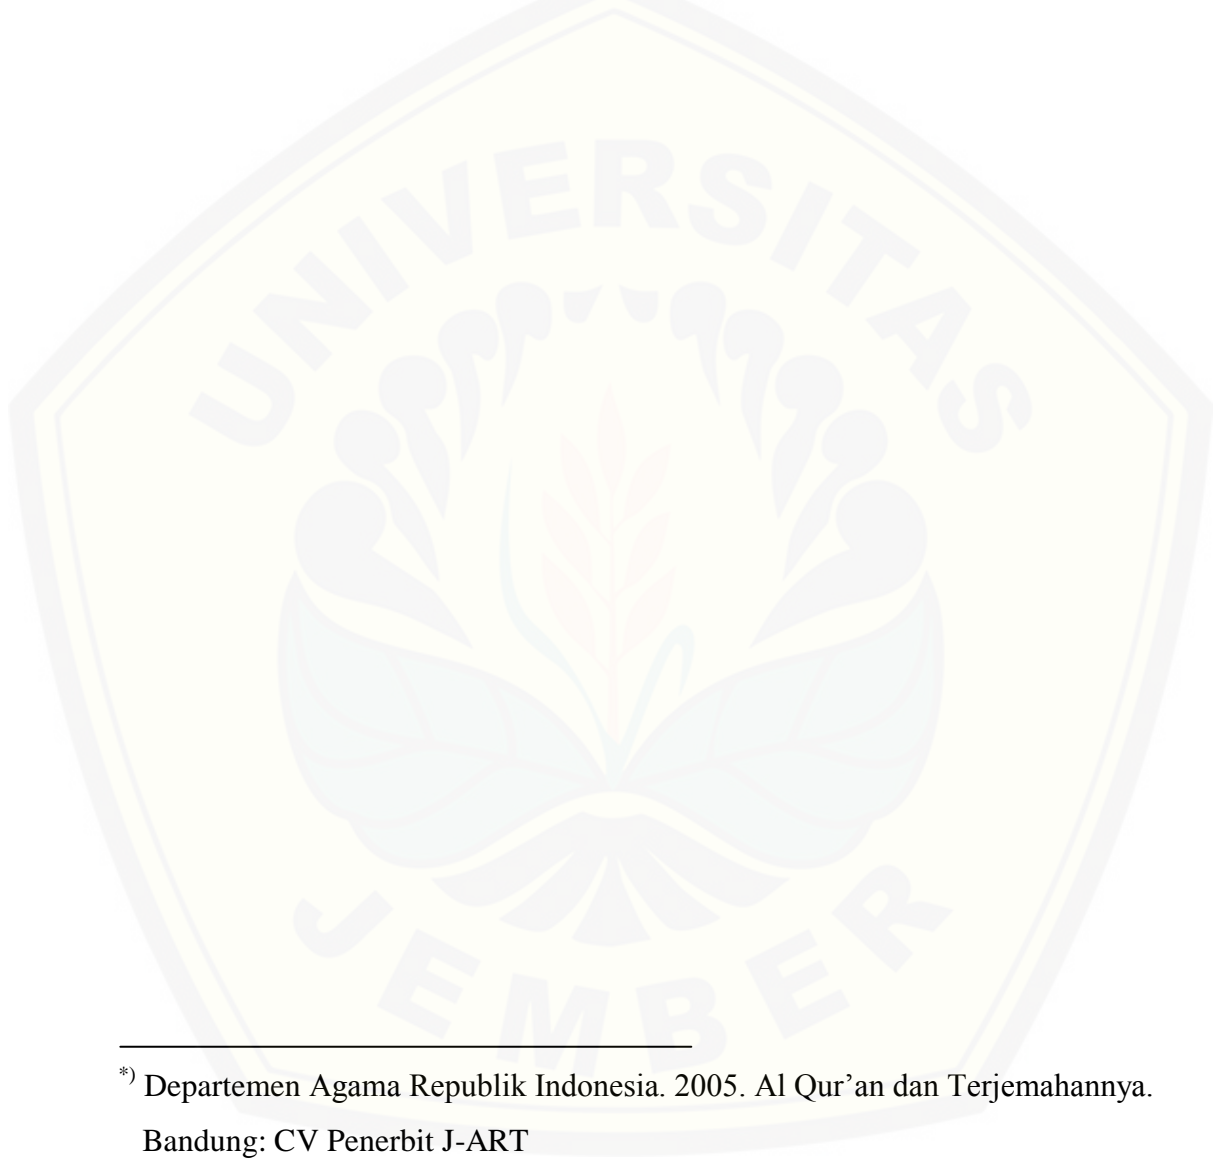 UNIVERSITAS
JEMBER
*) Departemen Agama Republik Indonesia. 2005. Al Qur’an dan Terjemahannya.
Bandung: CV Penerbit J-ART